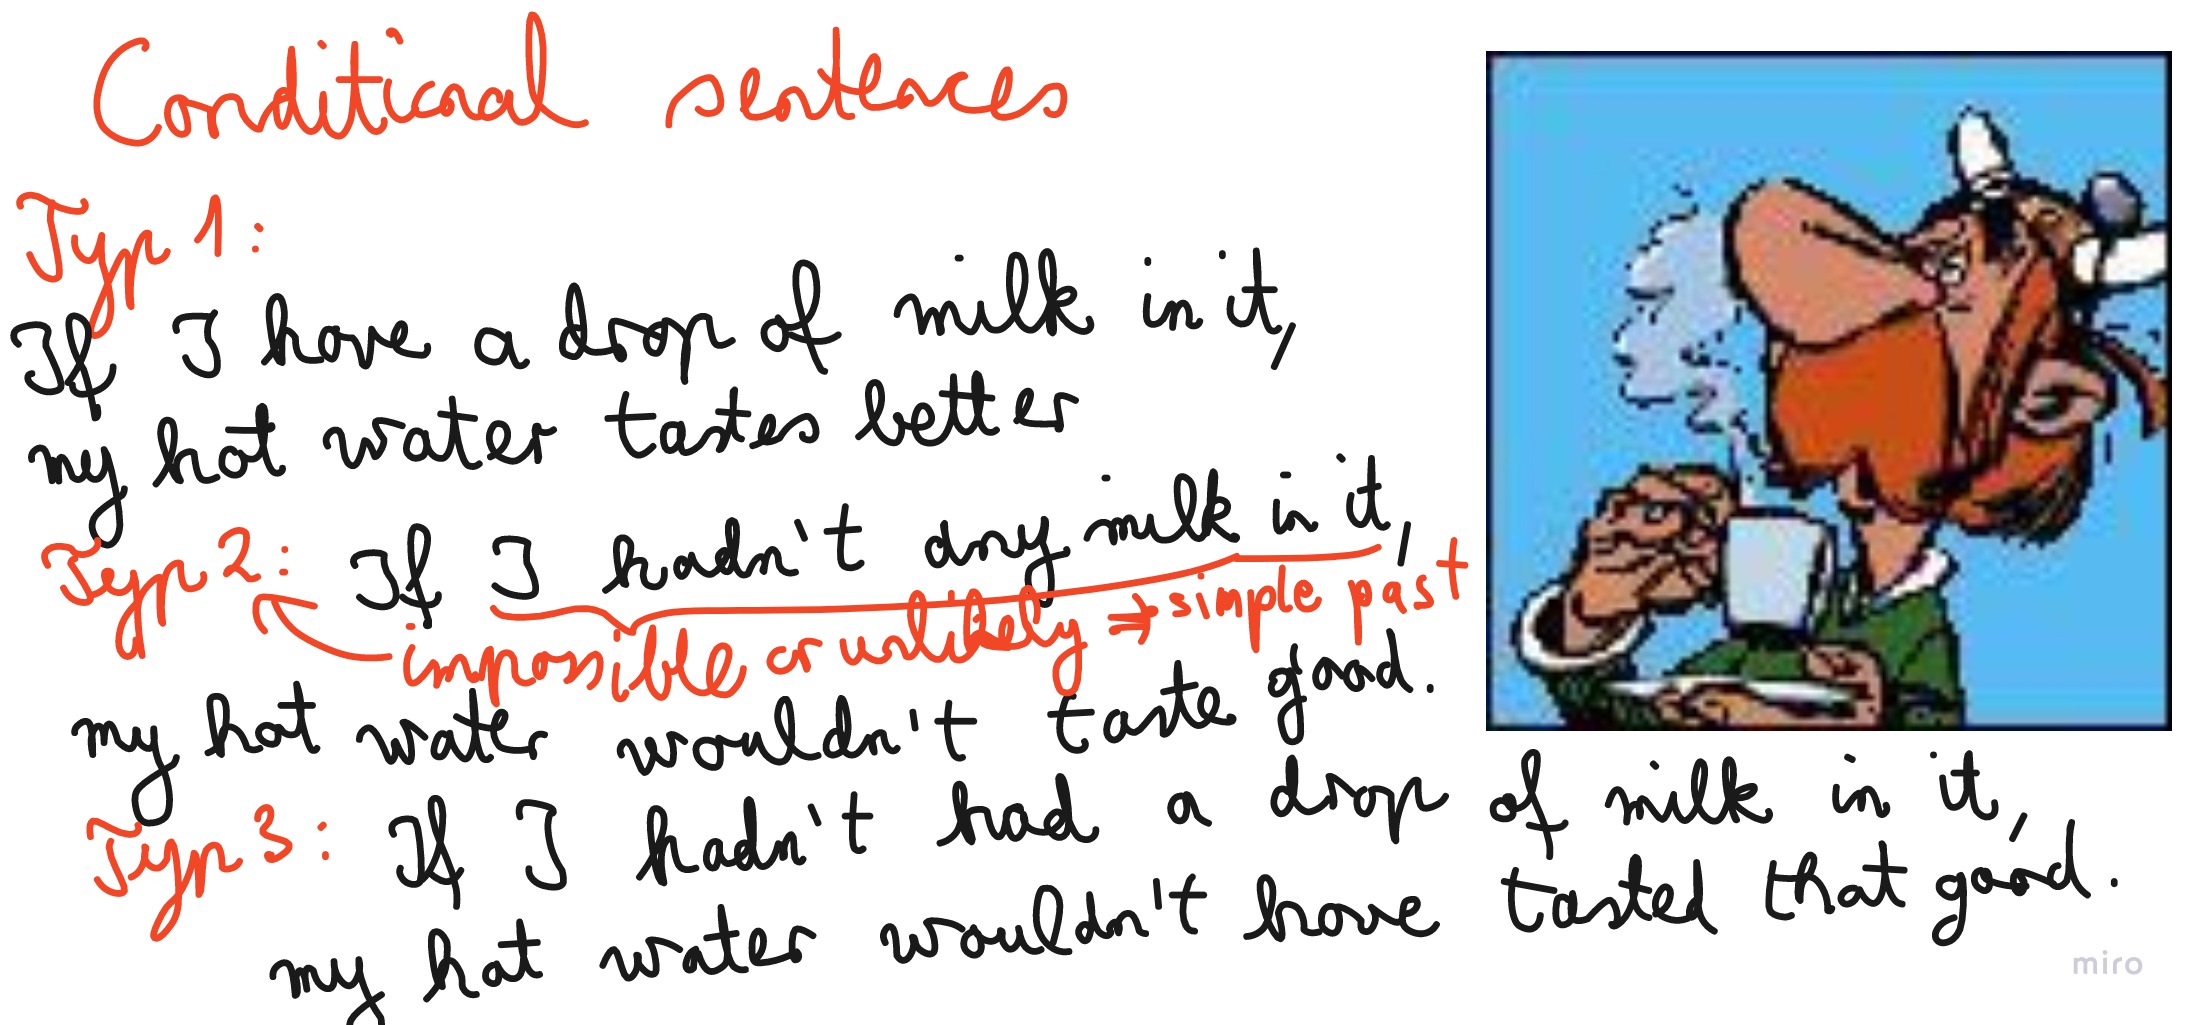 Conditional sentences
Typ 1:
If I have a drop of milk in it,
my hot water tastes better
Typ 2: If I hadn't any milk in it,
impossible or unlikely ⇒ simple past
my hot water wouldn't taste good.
Typ 3: If I hadn't had a drop of milk in it,
my hot water wouldn't have tasted that good.
miro